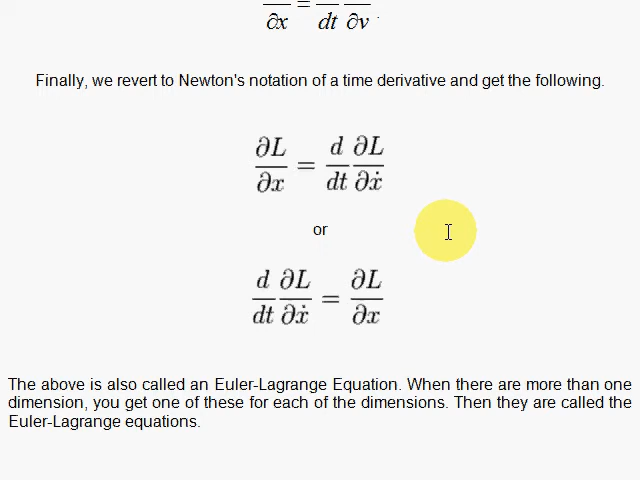 ∂x = dt ∂v .
Finally, we revert to Newton's notation of a time derivative and get the following.
∂L/∂x = d/dt ∂L/∂ẋ
or
d/dt ∂L/∂ẋ = ∂L/∂x
The above is also called an Euler-Lagrange Equation. When there are more than one
dimension, you get one of these for each of the dimensions. Then they are called the
Euler-Lagrange equations.